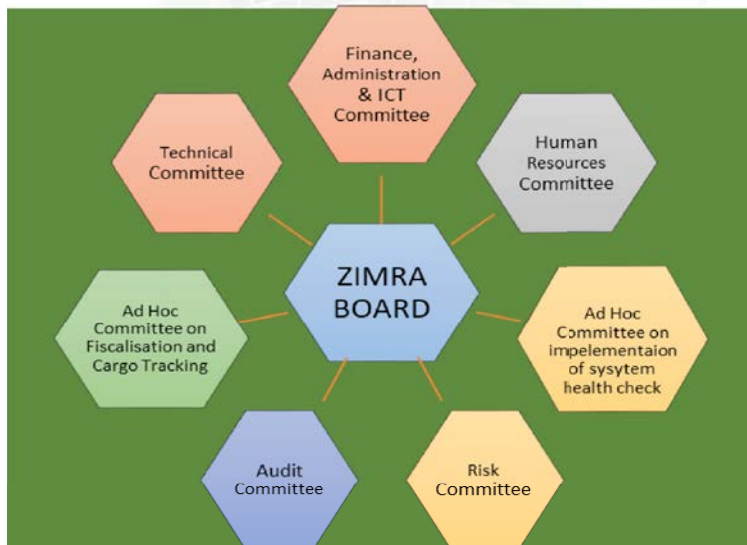 Finance,
Administration
& ICT
Committee
Technical
Committee
Human
Resources
Committee
ZIMRA
BOARD
Ad Hoc
Committee on
Fiscalisation and
Cargo Tracking
Ad Hoc
Committee on
impelementaion
of sysytem
health check
Audit
Committee
Risk
Committee